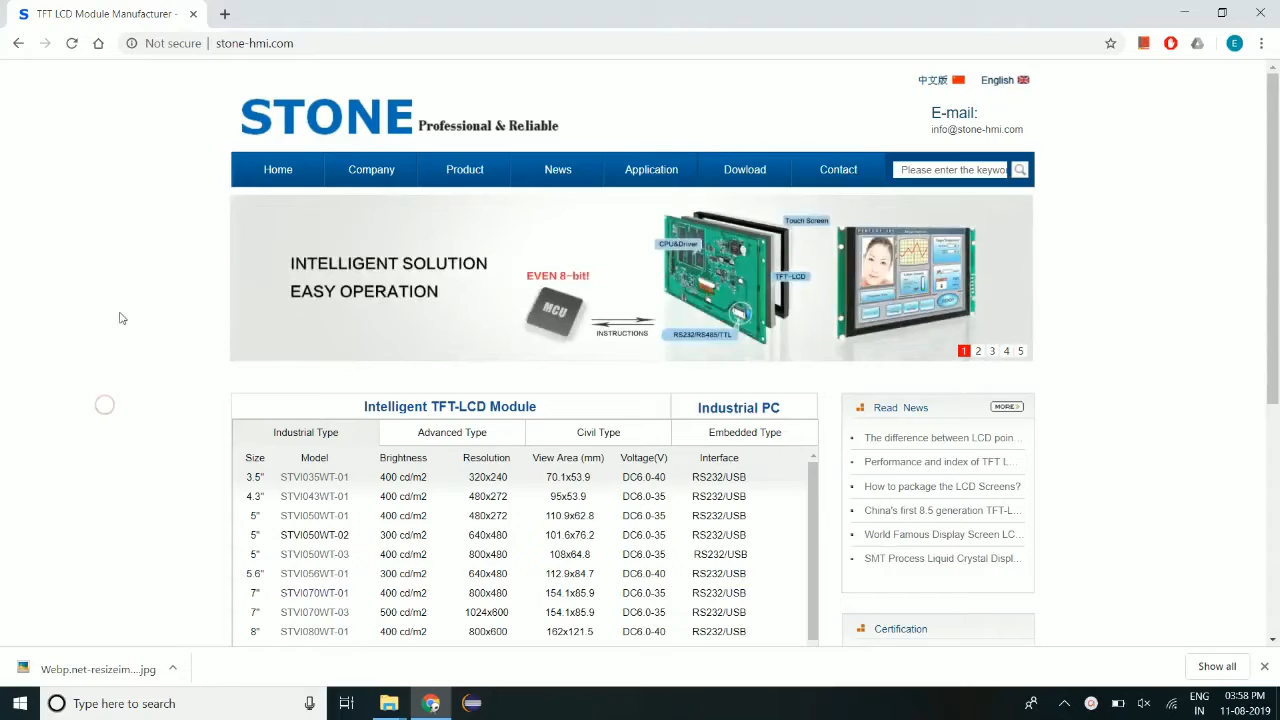 TFT LCD Module Manufacturer -
Not secure | stone-hmi.com
中文版 English
STONE Professional & Reliable
E-mail:
info@stone-hmi.com
Home Company Product News Application Dowload Contact Please enter the keywor
INTELLIGENT SOLUTION
EASY OPERATION
EVEN 8-bit!
MCU
INSTRUCTIONS
CPU&Driver
Touch Screen
TFT-LCD
RS232/RS485/TTL
1 2 3 4 5
Intelligent TFT-LCD Module Industrial PC
Industrial Type Advanced Type Civil Type Embedded Type
Size Model Brightness Resolution View Area (mm) Voltage(V) Interface
3.5" STVI035WT-01 400 cd/m2 320x240 70.1x53.9 DC6.0-40 RS232/USB
4.3" STVI043WT-01 400 cd/m2 480x272 95x53.9 DC6.0-35 RS232/USB
5" STVI050WT-01 400 cd/m2 480x272 110.9x62.8 DC6.0-35 RS232/USB
5" STVI050WT-02 300 cd/m2 640x480 101.6x76.2 DC6.0-35 RS232/USB
5" STVI050WT-03 400 cd/m2 800x480 108x64.8 DC6.0-35 RS232/USB
5.6" STVI056WT-01 300 cd/m2 640x480 112.9x84.7 DC6.0-40 RS232/USB
7" STVI070WT-01 400 cd/m2 800x480 154.1x85.9 DC6.0-35 RS232/USB
7" STVI070WT-03 500 cd/m2 1024x600 154.1x85.9 DC6.0-35 RS232/USB
8" STVI080WT-01 400 cd/m2 800x600 162x121.5 DC6.0-40 RS232/USB
Read News MORE
The difference between LCD poin...
Performance and index of TFT L...
How to package the LCD Screens?
China's first 8.5 generation TFT-L...
World Famous Display Screen LC...
SMT Process Liquid Crystal Displ...
Certification
Webp.net-resizeim....jpg Show all
Type here to search
ENG 03:58 PM
IN 11-08-2019